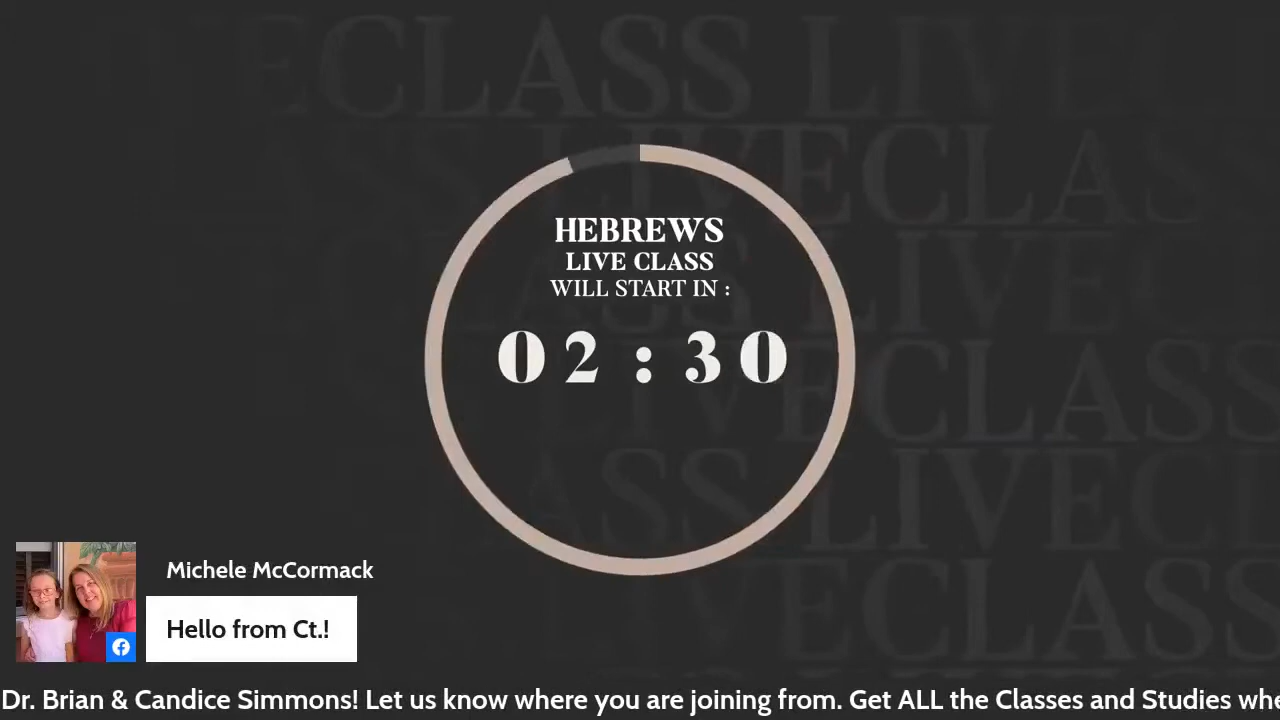 HEBREWS
LIVE CLASS
WILL START IN :
02 : 30
Michele McCormack
Hello from Ct.!
Dr. Brian & Candice Simmons! Let us know where you are joining from. Get ALL the Classes and Studies